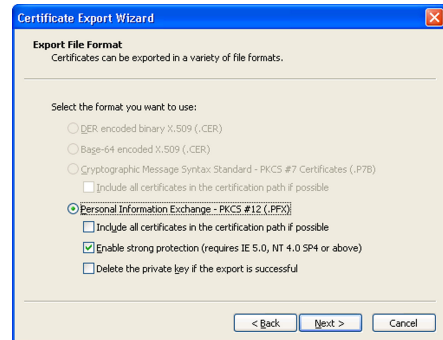 Certificate Export Wizard
Export File Format
Certificates can be exported in a variety of file formats.
Select the format you want to use:
DER encoded binary X.509 (.CER)
Base-64 encoded X.509 (.CER)
Cryptographic Message Syntax Standard - PKCS #7 Certificates (.P7B)
Include all certificates in the certification path if possible
Personal Information Exchange - PKCS #12 (.PFX)
Include all certificates in the certification path if possible
Enable strong protection (requires IE 5.0, NT 4.0 SP4 or above)
Delete the private key if the export is successful
< Back Next > Cancel